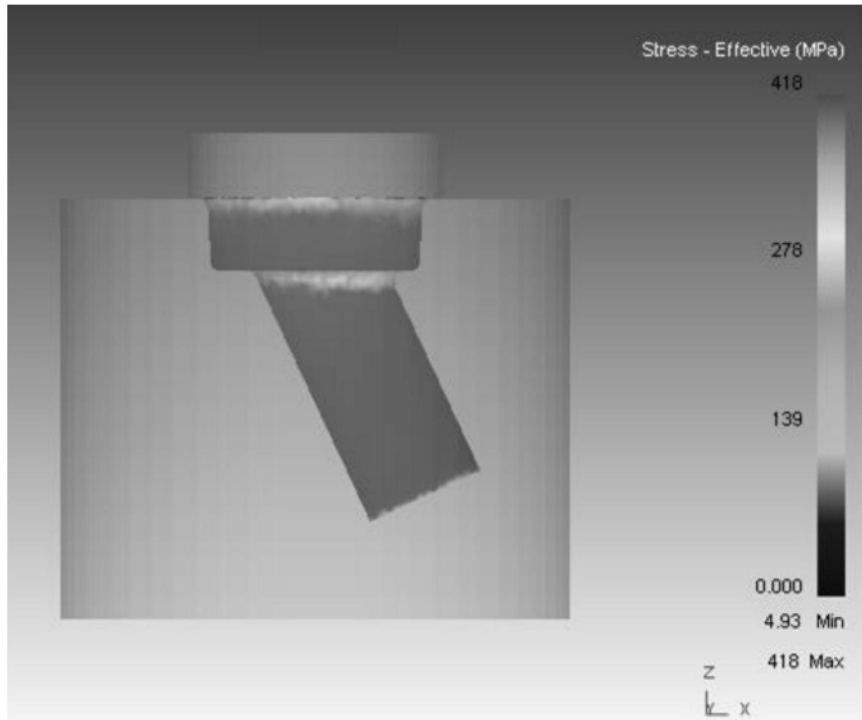 Stress - Effective (MPa)
418
278
139
0.000
4.93 Min
418 Max
Z
Y X